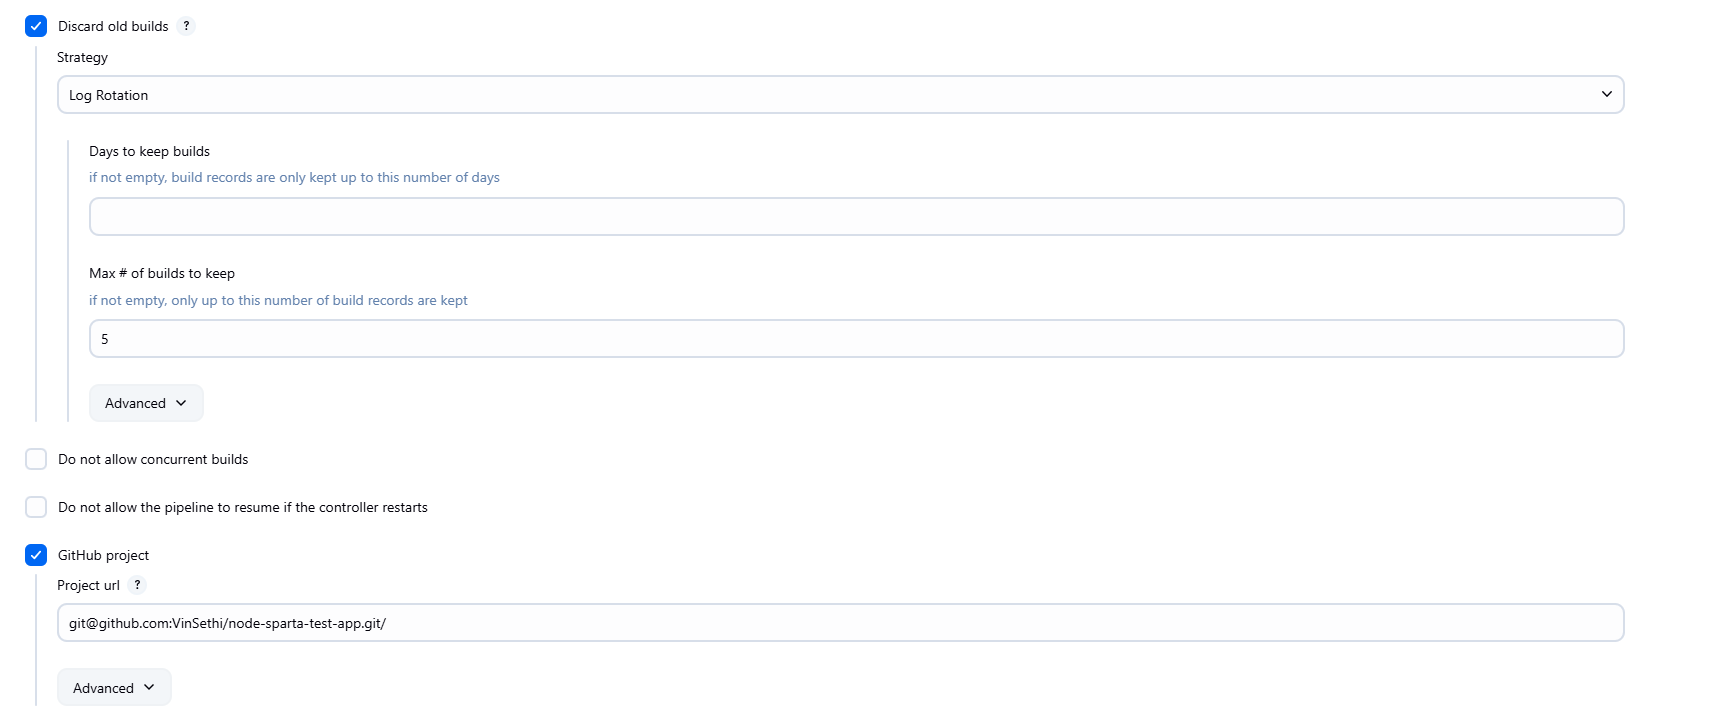 Discard old builds ?
Strategy
Log Rotation
Days to keep builds
if not empty, build records are only kept up to this number of days
Max # of builds to keep
if not empty, only up to this number of build records are kept
5
Advanced
Do not allow concurrent builds
Do not allow the pipeline to resume if the controller restarts
GitHub project
Project url ?
git@github.com:VinSethi/node-sparta-test-app.git/
Advanced